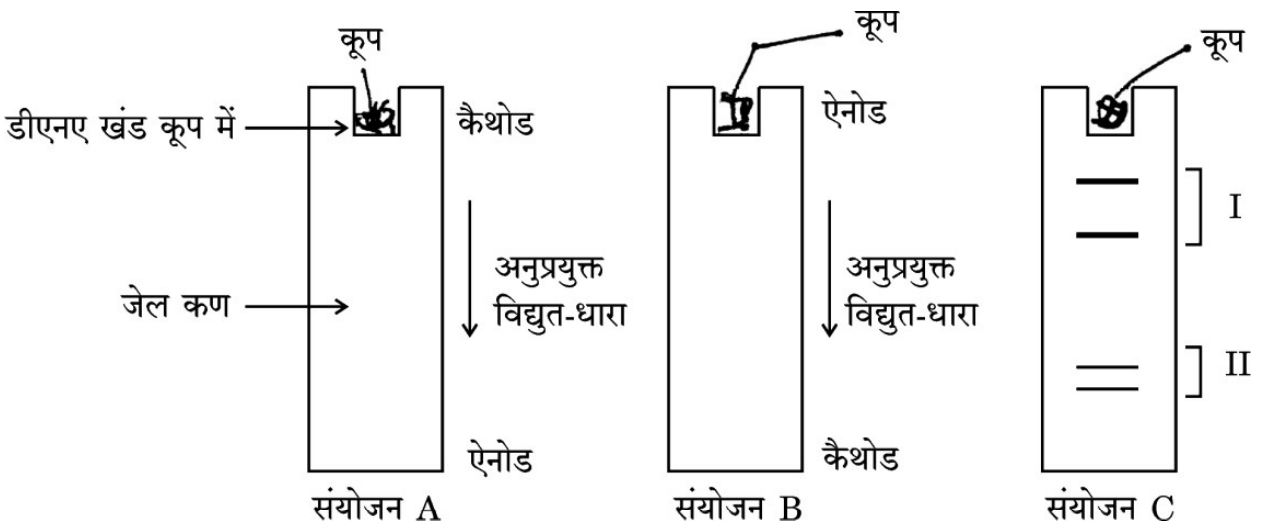 कूप
डीएनए खंड कूप में
कैथोड
जेल कण
अनुप्रयुक्त
विद्युत-धारा
ऐनोड
संयोजन A
कूप
ऐनोड
अनुप्रयुक्त
विद्युत-धारा
कैथोड
संयोजन B
कूप
I
II
संयोजन C